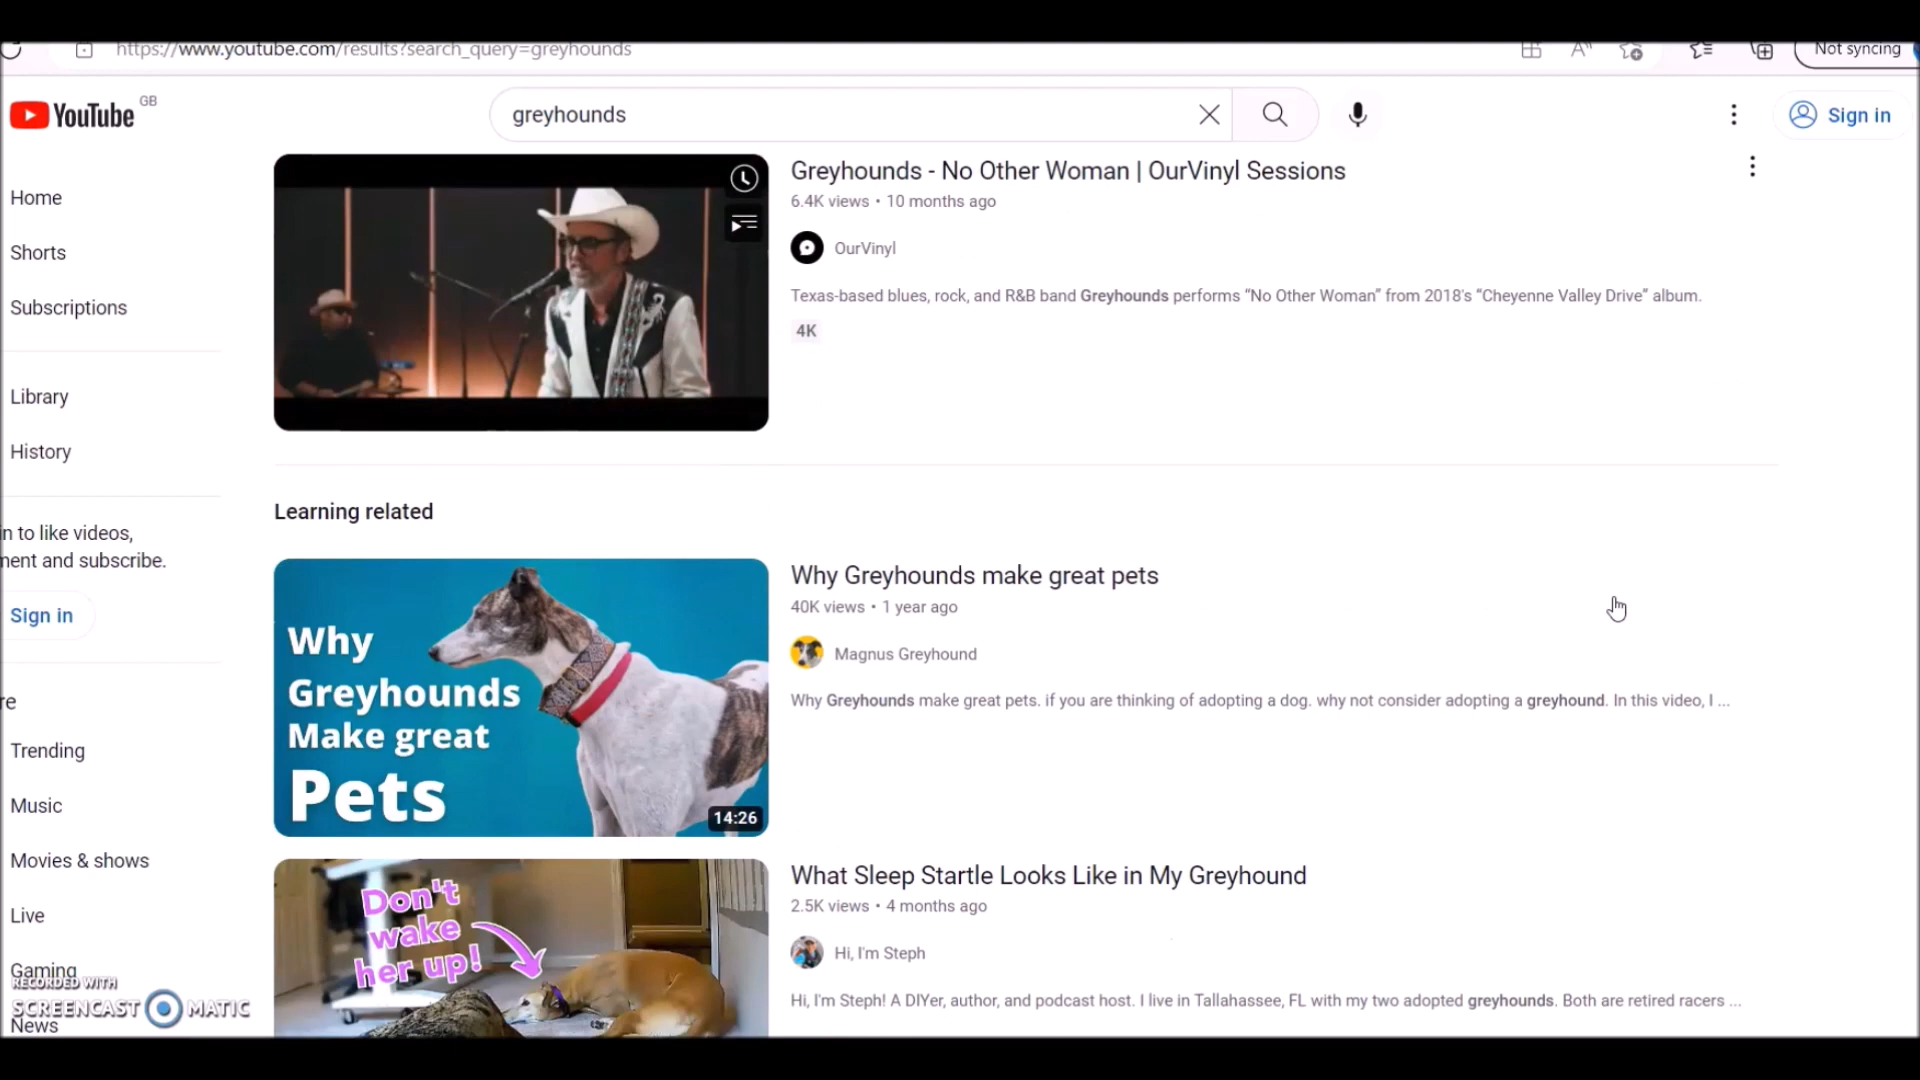 https://www.youtube.com/results?search_query=greyhounds
Not syncing
YouTube GB
greyhounds
Sign in
Home
Shorts
Subscriptions
Library
History
in to like videos,
ment and subscribe.
Sign in
re
Trending
Music
Movies & shows
Live
Gaming
News
RECORDED WITH
SCREENCAST MATIC
Greyhounds - No Other Woman | OurVinyl Sessions
6.4K views • 10 months ago
OurVinyl
Texas-based blues, rock, and R&B band Greyhounds performs “No Other Woman” from 2018's “Cheyenne Valley Drive” album.
4K
Learning related
Why
Greyhounds
Make great
Pets
14:26
Why Greyhounds make great pets
40K views • 1 year ago
Magnus Greyhound
Why Greyhounds make great pets. if you are thinking of adopting a dog. why not consider adopting a greyhound. In this video, I ...
Don't
wake
her up!
What Sleep Startle Looks Like in My Greyhound
2.5K views • 4 months ago
Hi, I'm Steph
Hi, I'm Steph! A DIYer, author, and podcast host. I live in Tallahassee, FL with my two adopted greyhounds. Both are retired racers ...